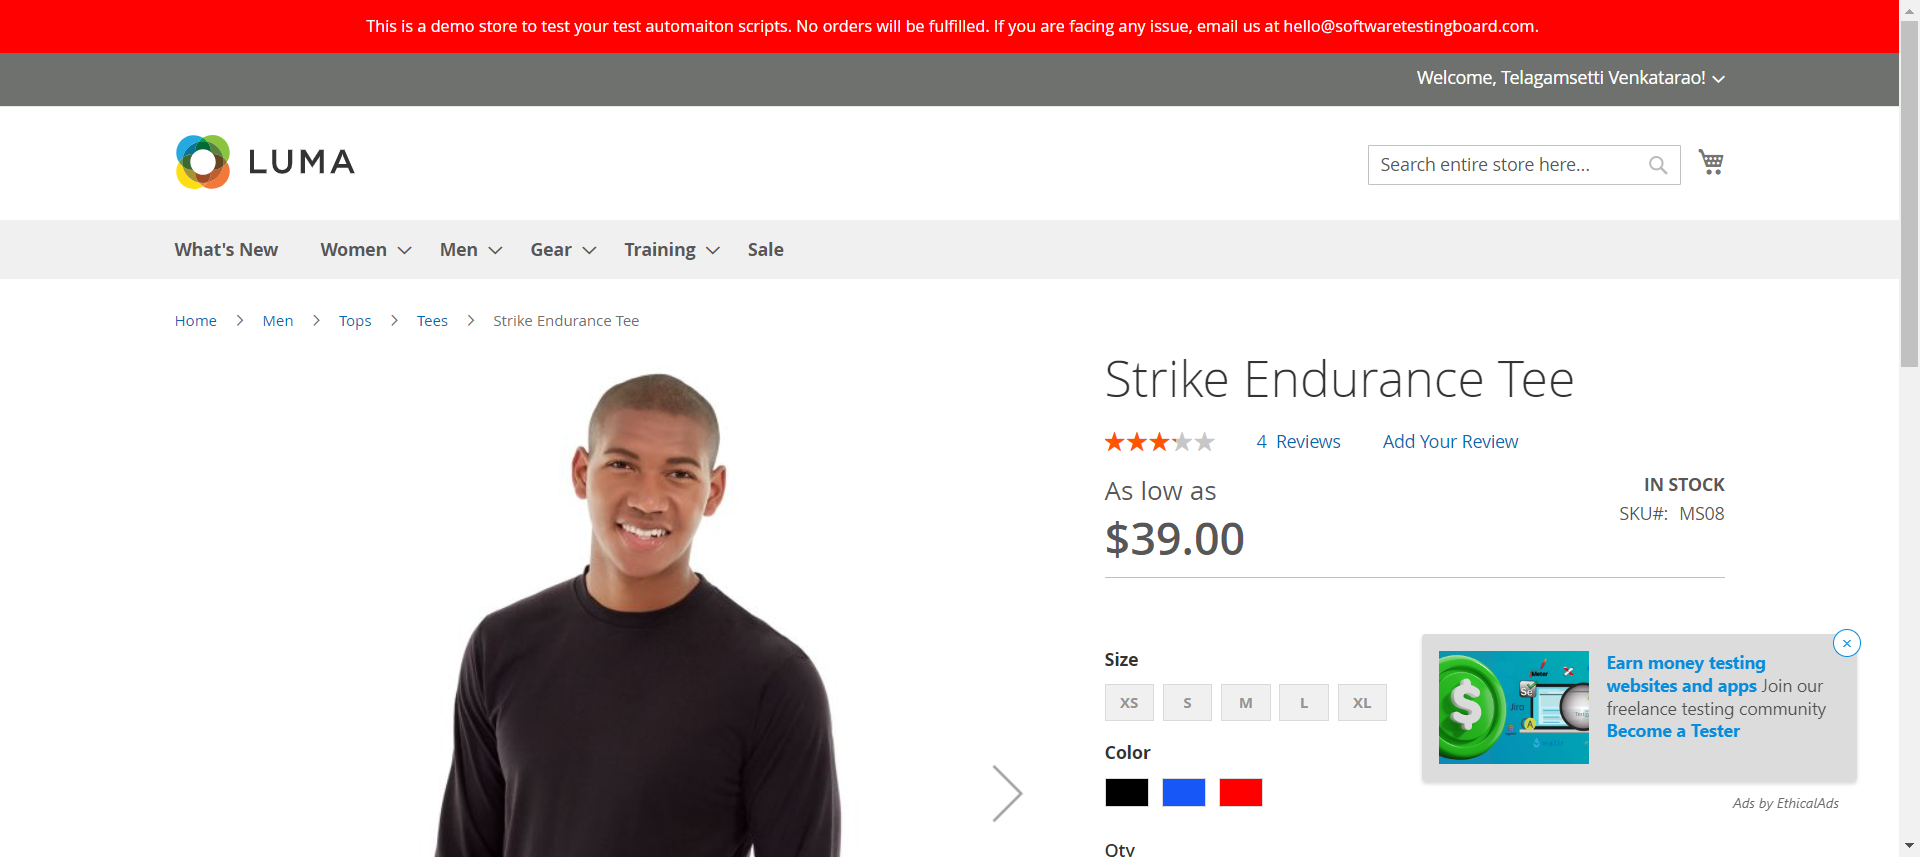 This is a demo store to test your test automaiton scripts. No orders will be fulfilled. If you are facing any issue, email us at hello@softwaretestingboard.com.
Welcome, Telagamsetti Venkatarao!
LUMA
Search entire store here...
What's New Women Men Gear Training Sale
Home Men Tops Tees Strike Endurance Tee
Strike Endurance Tee
4 Reviews Add Your Review
As low as
$39.00
IN STOCK
SKU#: MS08
Size
XS S M L XL
Color
Qty
Earn money testing
websites and apps Join our
freelance testing community
Become a Tester
Ads by EthicalAds